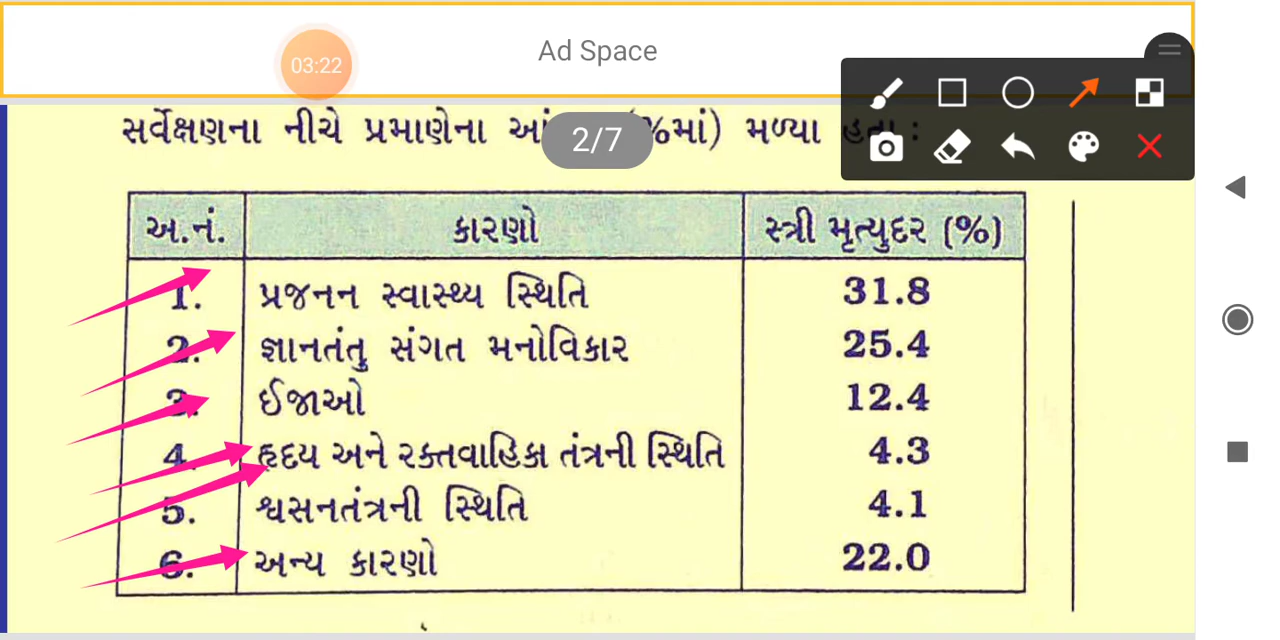 Ad Space
03:22
સર્વેક્ષણના નીચે પ્રમાણેના (%માં) મળ્યા હતા :
2/7
અ.નં. કારણો સ્ત્રી મૃત્યુદર (%)
1. પ્રજનન સ્વાસ્થ્ય સ્થિતિ 31.8
2. જ્ઞાનતંતુ સંગત મનોવિકાર 25.4
3. ઈજાઓ 12.4
4. હૃદય અને રક્તવાહિકા તંત્રની સ્થિતિ 4.3
5. શ્વસનતંત્રની સ્થિતિ 4.1
6. અન્ય કારણો 22.0